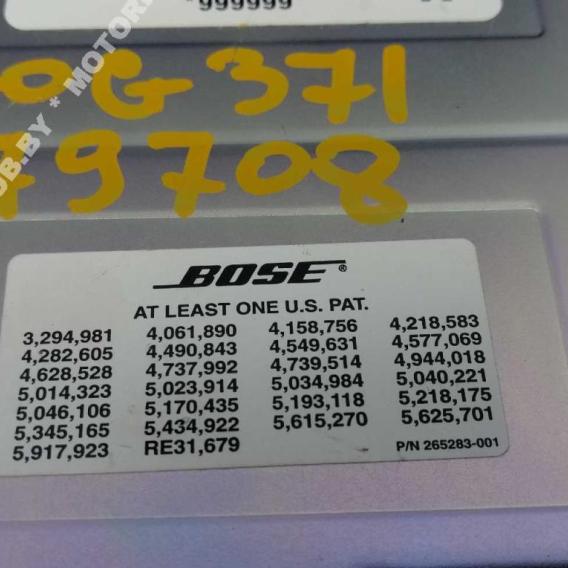 *999999
0G371
79708
BOSE®
AT LEAST ONE U.S. PAT.
3,294,981 4,061,890 4,158,756 4,218,583
4,282,605 4,490,843 4,549,631 4,577,069
4,628,528 4,737,992 4,739,514 4,944,018
5,014,323 5,023,914 5,034,984 5,040,221
5,046,106 5,170,435 5,193,118 5,218,175
5,345,165 5,434,922 5,615,270 5,625,701
5,917,923 RE31,679
P/N 265283-001
OB.BY * MOTOR